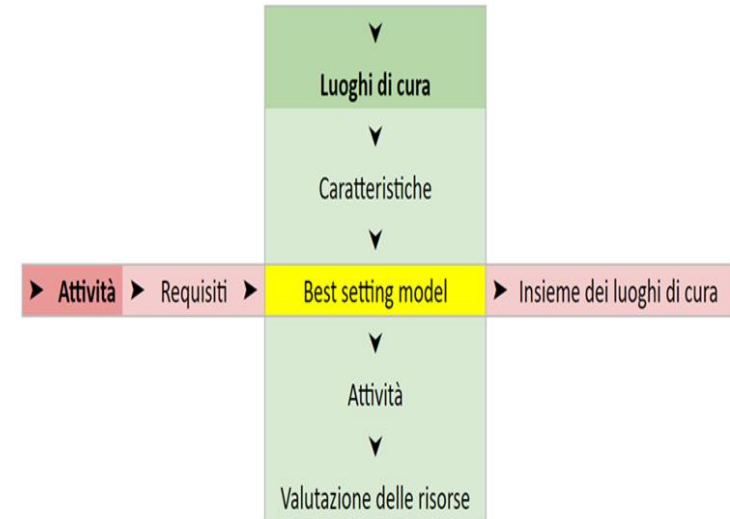 Luoghi di cura
Caratteristiche
Attività Requisiti Best setting model Insieme dei luoghi di cura
Attività
Valutazione delle risorse